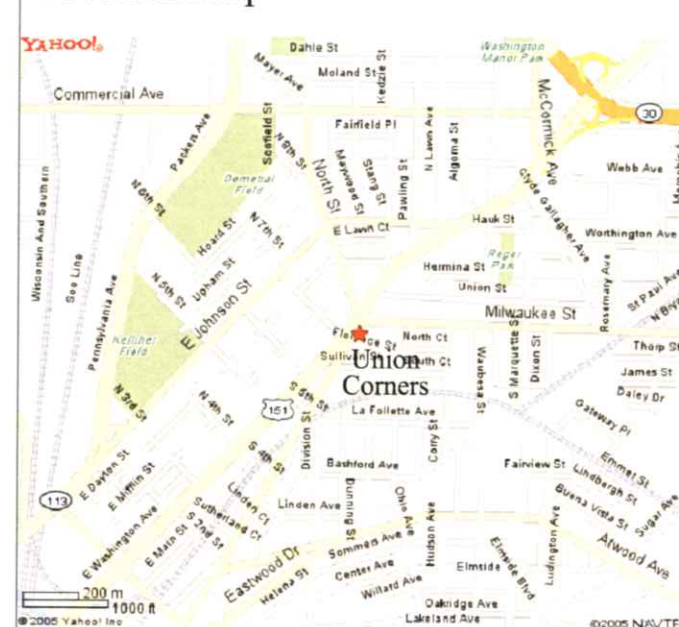 YAHOO!®
Dahle St
Washington
Manor Park
Mayer Ave
Moland St
Kedzie St
Commercial Ave
McCormick Ave
30
Packers Ave
Scofield St
N 8th St
Fairfield Pl
N Lawn Ave
Algoma St
North St
Maywood St
Stang St
Pawling St
Webb Ave
Demetral
Field
N 6th St
Clyde Gallagher Ave
Wisconsin And Southern
Soo Line
Hoard St
N 7th St
E Lawn Ct
Hauk St
Worthington Ave
Upham St
N 5th St
Hermina St
Park
Union St
Rosemary Ave
St Paul Ave
Pennsylvania Ave
E Johnson St
Milwaukee St
Field
North Ct
Sullivan St
South Ct
Union
Corners
Waubesa St
S Marquette St
Dixon St
Thorp St
James St
Daley Dr
N 3rd St
N 4th St
S 5th St
151
La Follette Ave
Gateway Pl
Division St
Corry St
S 4th St
Bashford Ave
Fairview St
Emmet St
Lindbergh St
Buena Vista St
Sugar Ave
113
E Dayton St
E Mifflin St
Linden Ct
Sutherland Ct
Linden Ave
Dunning St
Ohio Ave
Hudson Ave
E Washington Ave
E Main St
S 2nd St
Sommers Ave
Atwood Ave
Eastwood Dr
Helena St
Center Ave
Willard Ave
Elmside
Elmside Blvd
Ludington Ave
Oakridge Ave
Lakeland Ave
200 m
1000 ft
©2005 Yahoo! Inc
©2005 NAVTE